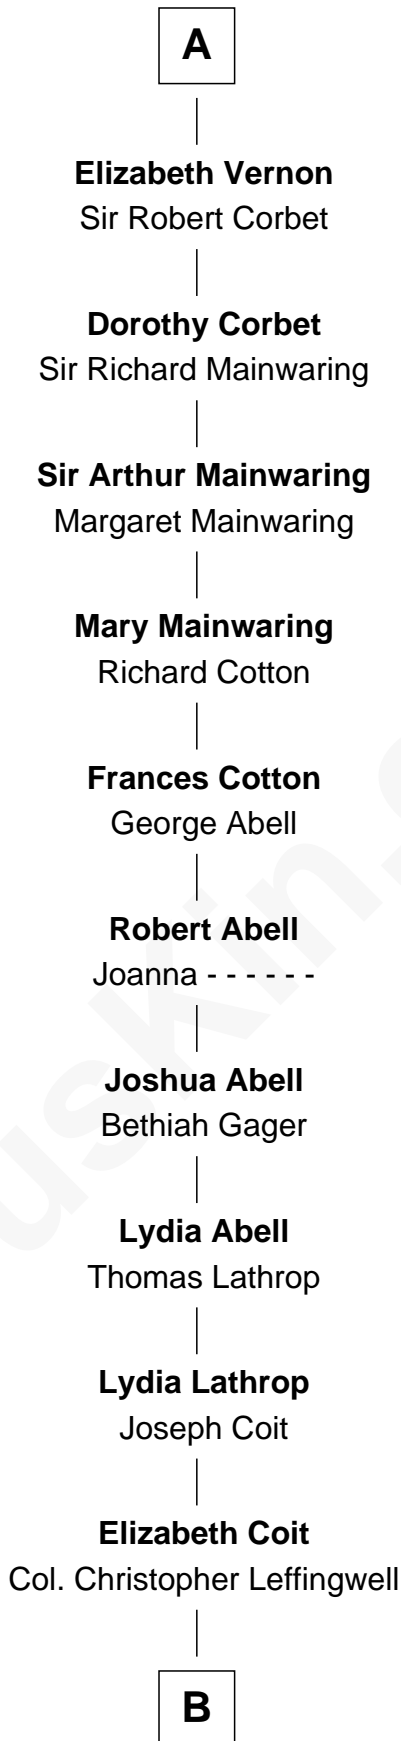 A
Elizabeth Vernon
Sir Robert Corbet
Dorothy Corbet
Sir Richard Mainwaring
Sir Arthur Mainwaring
Margaret Mainwaring
Mary Mainwaring
Richard Cotton
Frances Cotton
George Abell
Robert Abell
Joanna - - - - - -
Joshua Abell
Bethiah Gager
Lydia Abell
Thomas Lathrop
Lydia Lathrop
Joseph Coit
Elizabeth Coit
Col. Christopher Leffingwell
B